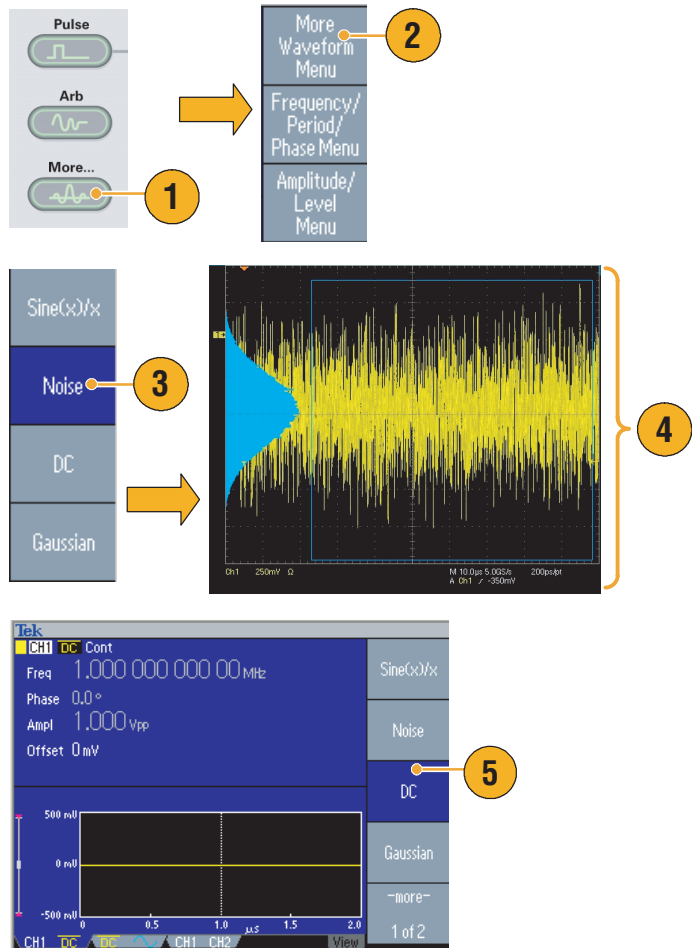 Pulse
Arb
More...
1
More
Waveform
Menu
2
Frequency/
Period/
Phase Menu
Amplitude/
Level
Menu
Sine(x)/x
Noise
3
DC
Gaussian
4
Ch1 250mV Ω
M 10.0µs 5.0GS/s 200ps/pt
A Ch1 -350mV
Tek
CH1 DC Cont
Freq 1.000 000 000 00 MHz
Phase 0.0 °
Ampl 1.000 Vpp
Offset 0 mV
500 mV
0 mV
-500 mV
0 0.5 1.0 µs 1.5 2.0
CH1 DC DC CH1 CH2 View
Sine(x)/x
Noise
DC
5
Gaussian
-more-
1 of 2